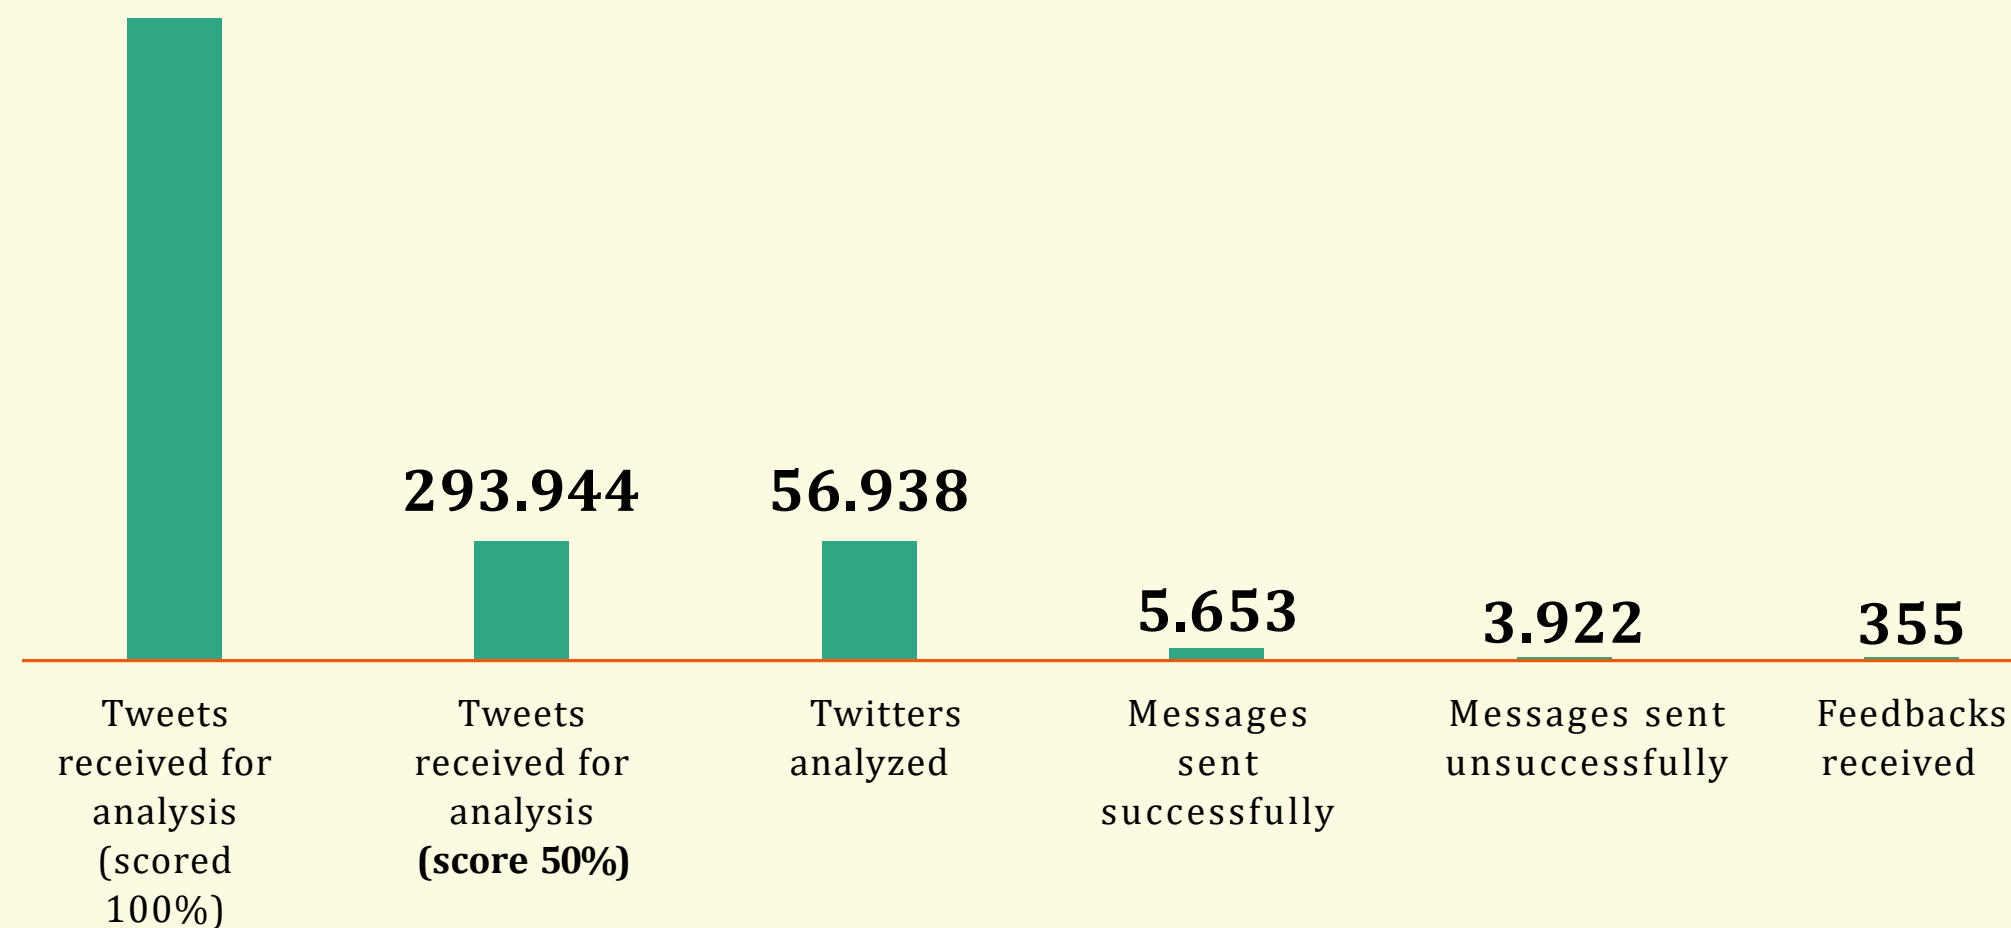 293.944
56.938
5.653
3.922
355
Tweets
received for
analysis
(scored
100%)
Tweets
received for
analysis
(score 50%)
Twitters
analyzed
Messages
sent
successfully
Messages sent
unsuccessfully
Feedbacks
received